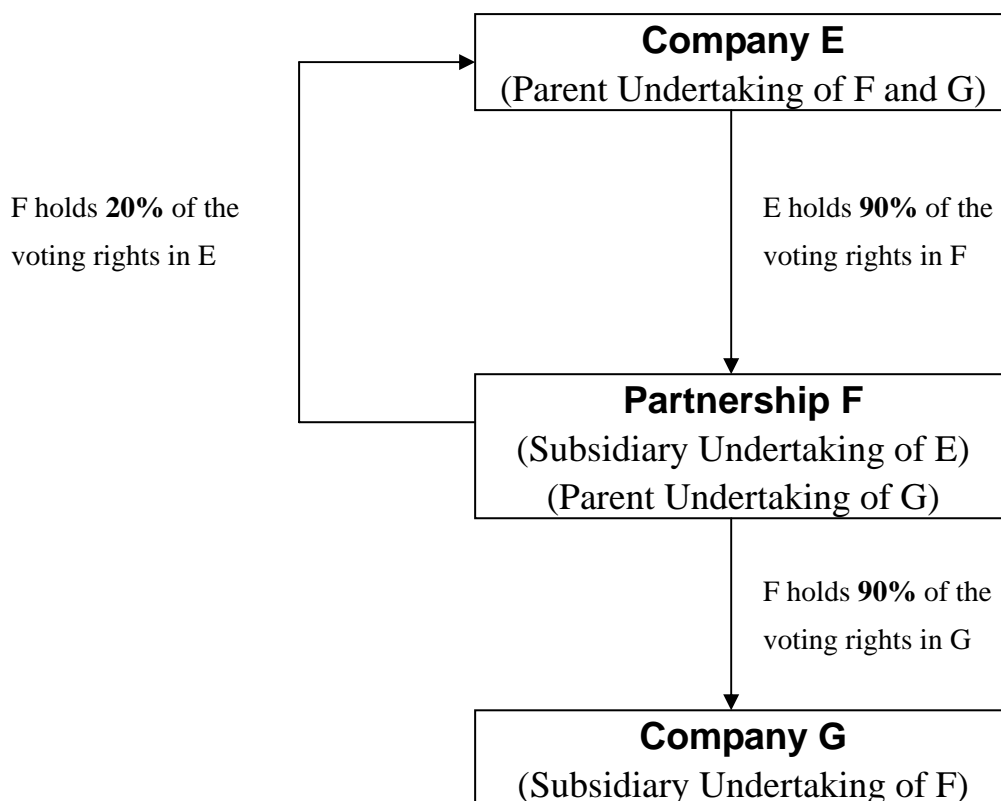 Company E
(Parent Undertaking of F and G)
F holds 20% of the
voting rights in E
E holds 90% of the
voting rights in F
Partnership F
(Subsidiary Undertaking of E)
(Parent Undertaking of G)
F holds 90% of the
voting rights in G
Company G
(Subsidiary Undertaking of F)